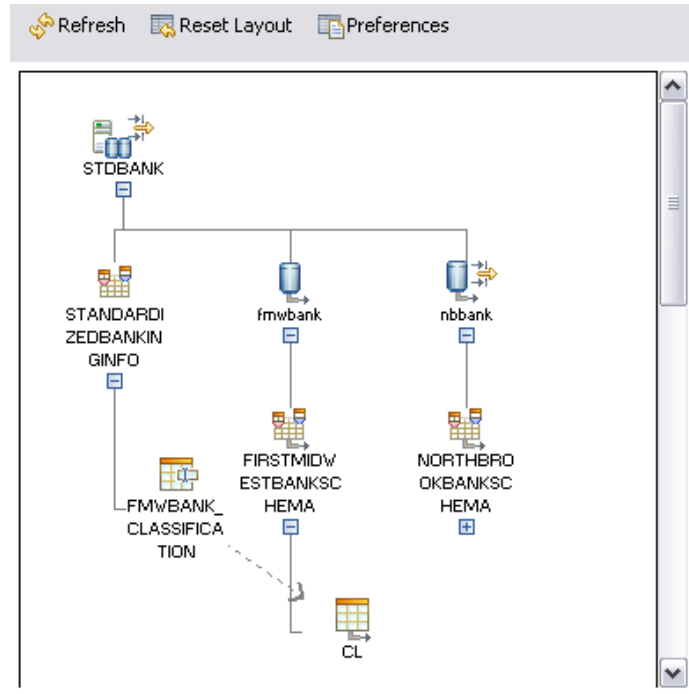 Refresh Reset Layout Preferences
STDBANK
STANDARDI
ZEDBANKIN
GINFO
fmwbank
nbbank
FIRSTMIDW
ESTBANKSC
HEMA
NORTHBRO
OKBANKSC
HEMA
FMWBANK_
CLASSIFICA
TION
CL